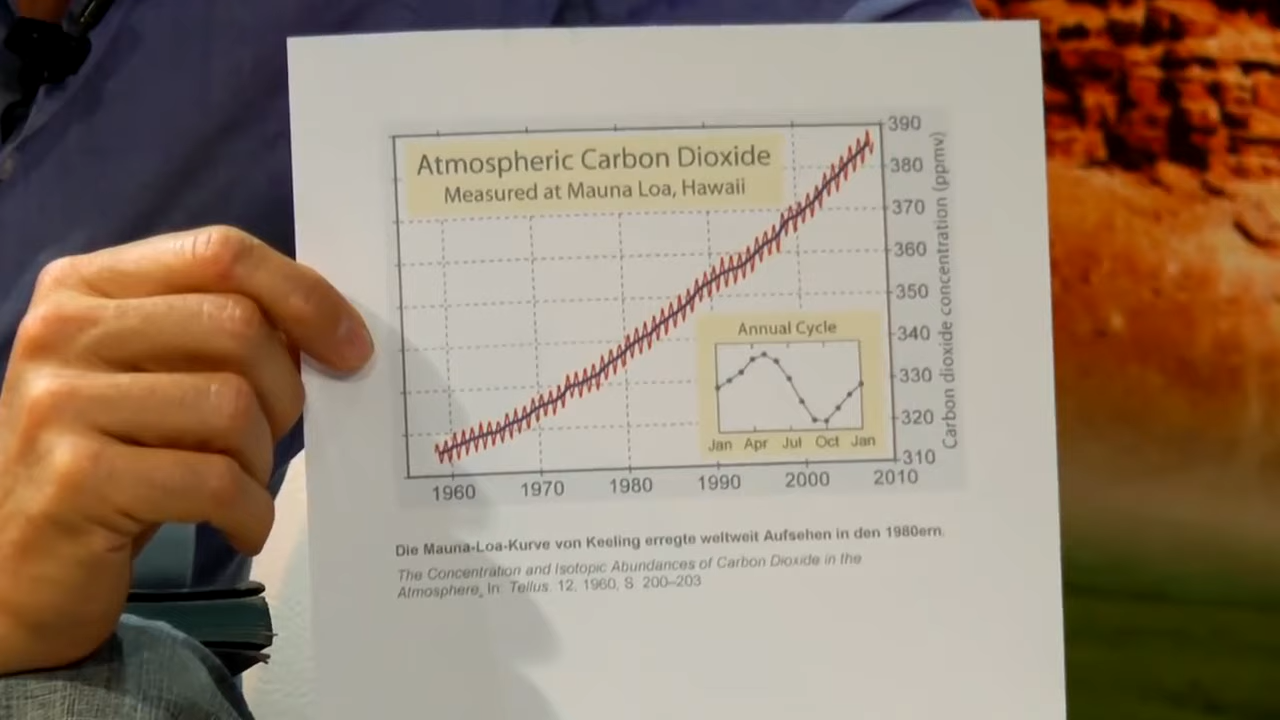 Atmospheric Carbon Dioxide
Measured at Mauna Loa, Hawaii
390
380
370
360
350
340
330
320
310
Carbon dioxide concentration (ppmv)
Annual Cycle
Jan Apr Jul Oct Jan
1960 1970 1980 1990 2000 2010
Die Mauna-Loa-Kurve von Keeling erregte weltweit Aufsehen in den 1980ern.
The Concentration and Isotopic Abundances of Carbon Dioxide in the
Atmosphere, In: Tellus. 12, 1960, S. 200–203